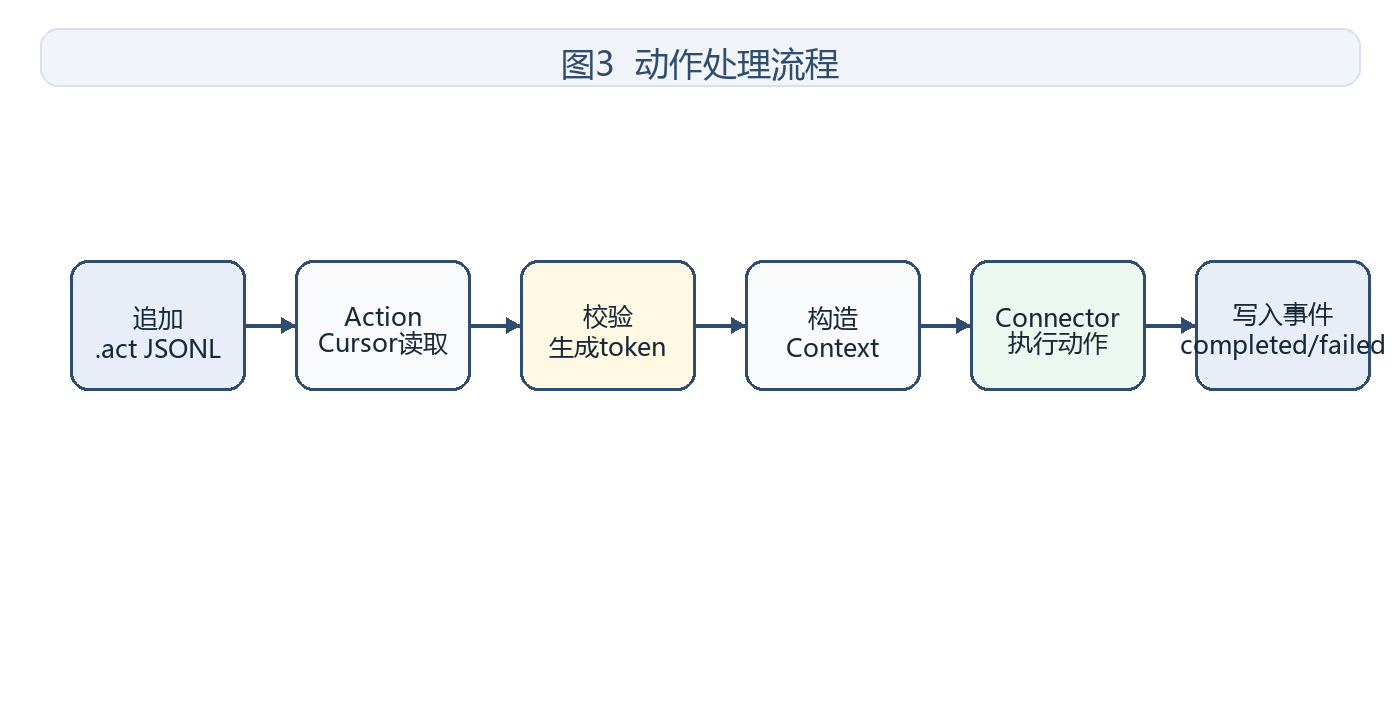 图3 动作处理流程
追加
.act JSONL
Action
Cursor读取
校验
生成token
构造
Context
Connector
执行动作
写入事件
completed/failed